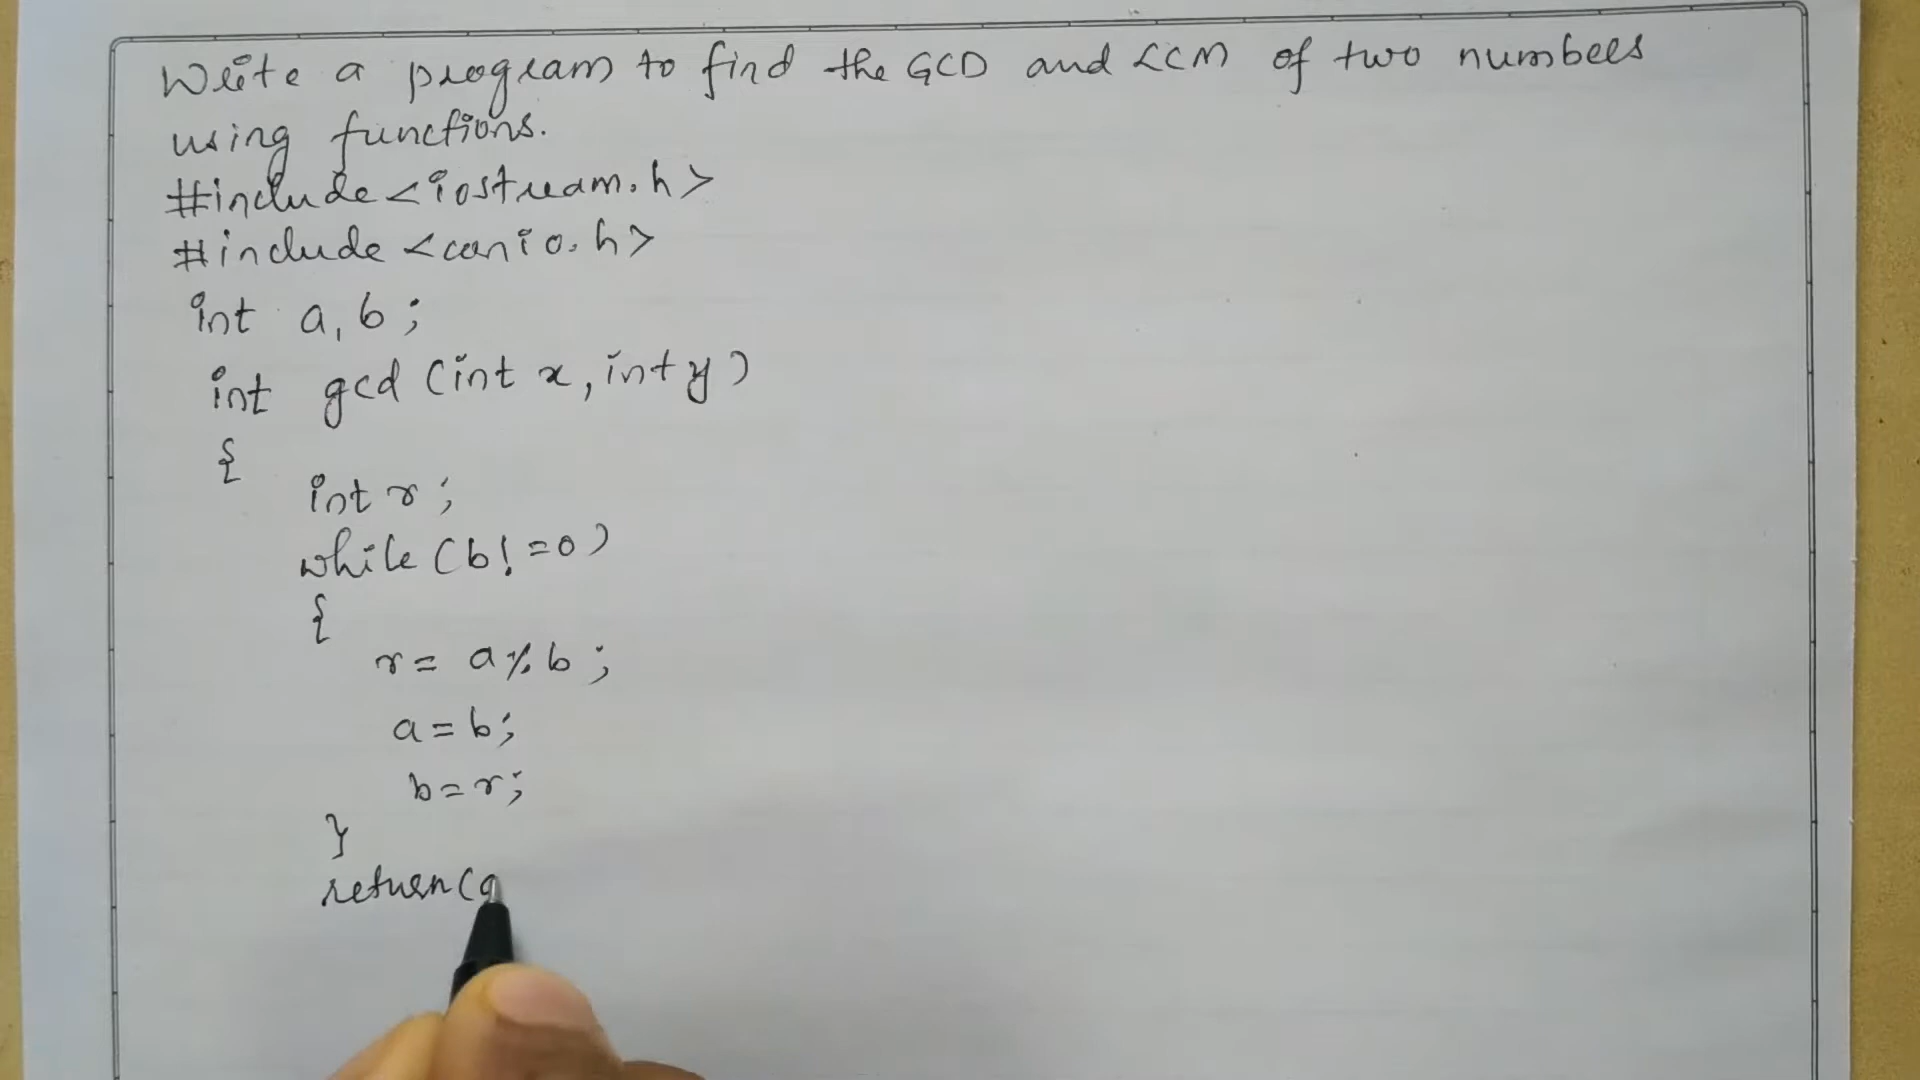 Write a program to find the GCD and LCM of two numbers
using functions.
#include<iostream.h>
#include<conio.h>
int a, b;
int gcd (int x, int y)
{
int r;
while (b!=0)
{
r= a%b;
a=b;
b=r;
}
return(a